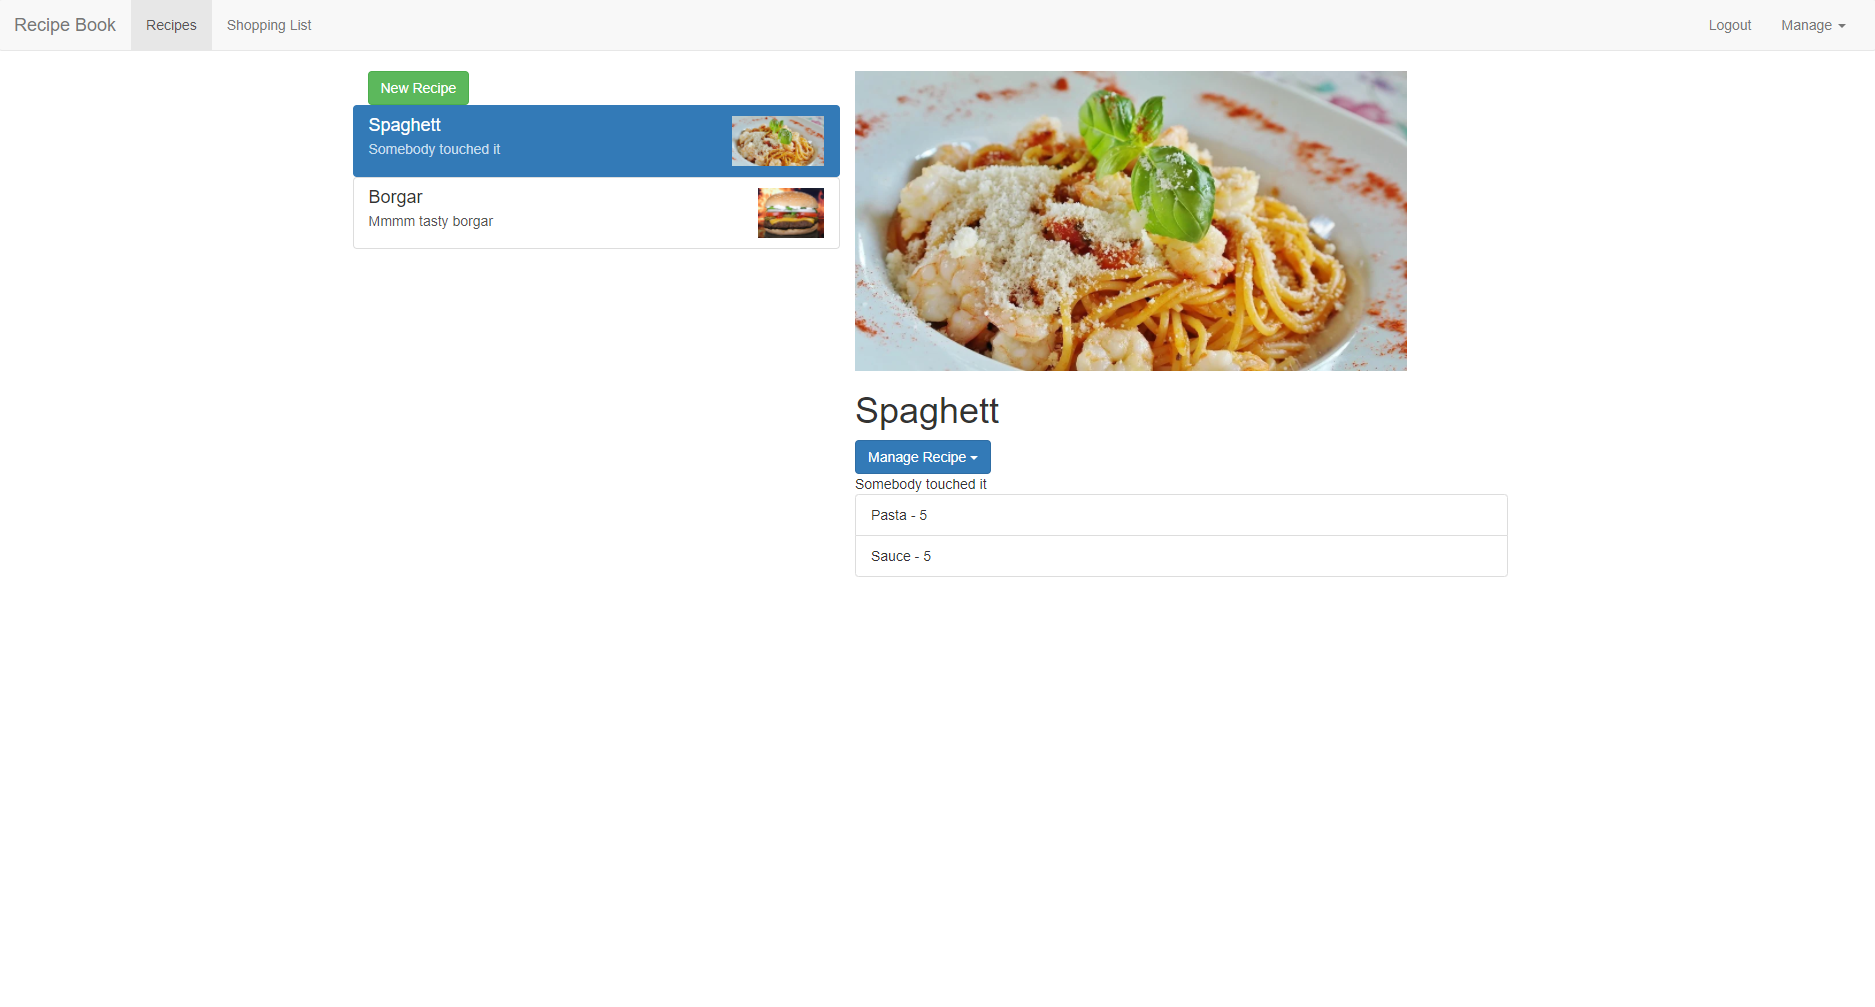 Recipe Book Recipes Shopping List Logout Manage
New Recipe
Spaghett
Somebody touched it
Borgar
Mmmm tasty borgar
Spaghett
Manage Recipe
Somebody touched it
Pasta - 5
Sauce - 5